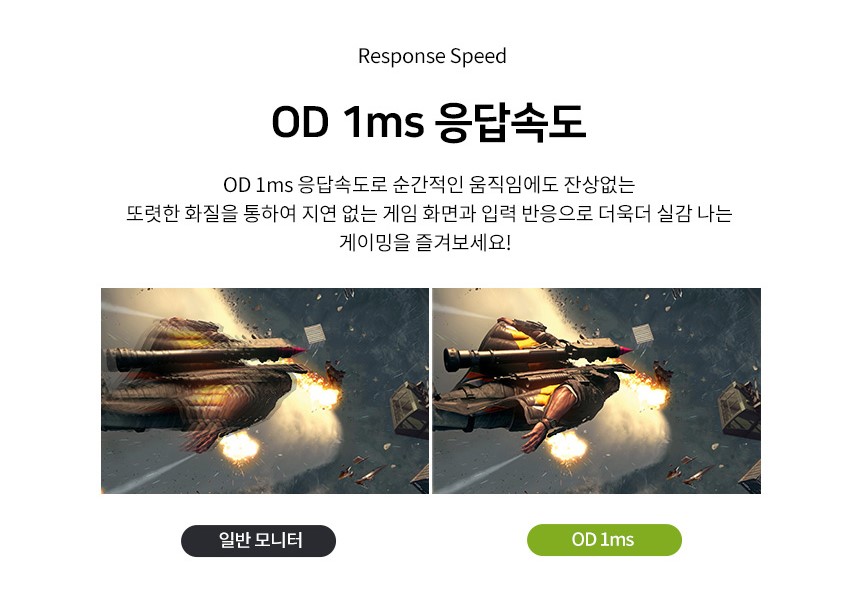 Response Speed
OD 1ms 응답속도
OD 1ms 응답속도로 순간적인 움직임에도 잔상없는
또렷한 화질을 통하여 지연 없는 게임 화면과 입력 반응으로 더욱더 실감 나는
게이밍을 즐겨보세요!
일반 모니터
OD 1ms